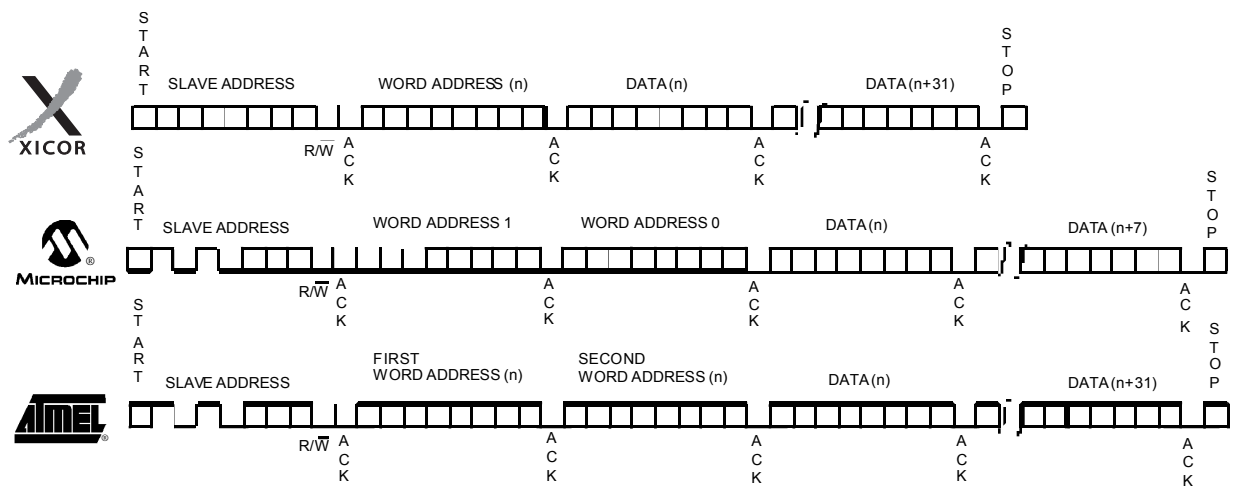 START
STOP
SLAVE ADDRESS WORD ADDRESS (n) DATA (n) DATA (n+31)
XICOR
R/W ACK ACK ACK ACK
START
STOP
SLAVE ADDRESS WORD ADDRESS 1 WORD ADDRESS 0 DATA (n) DATA (n+7)
MICROCHIP ®
R/W ACK ACK ACK ACK ACK
START
STOP
FIRST SECOND
SLAVE ADDRESS WORD ADDRESS (n) WORD ADDRESS (n) DATA (n) DATA (n+31)
ATMEL ®
R/W ACK ACK ACK ACK ACK